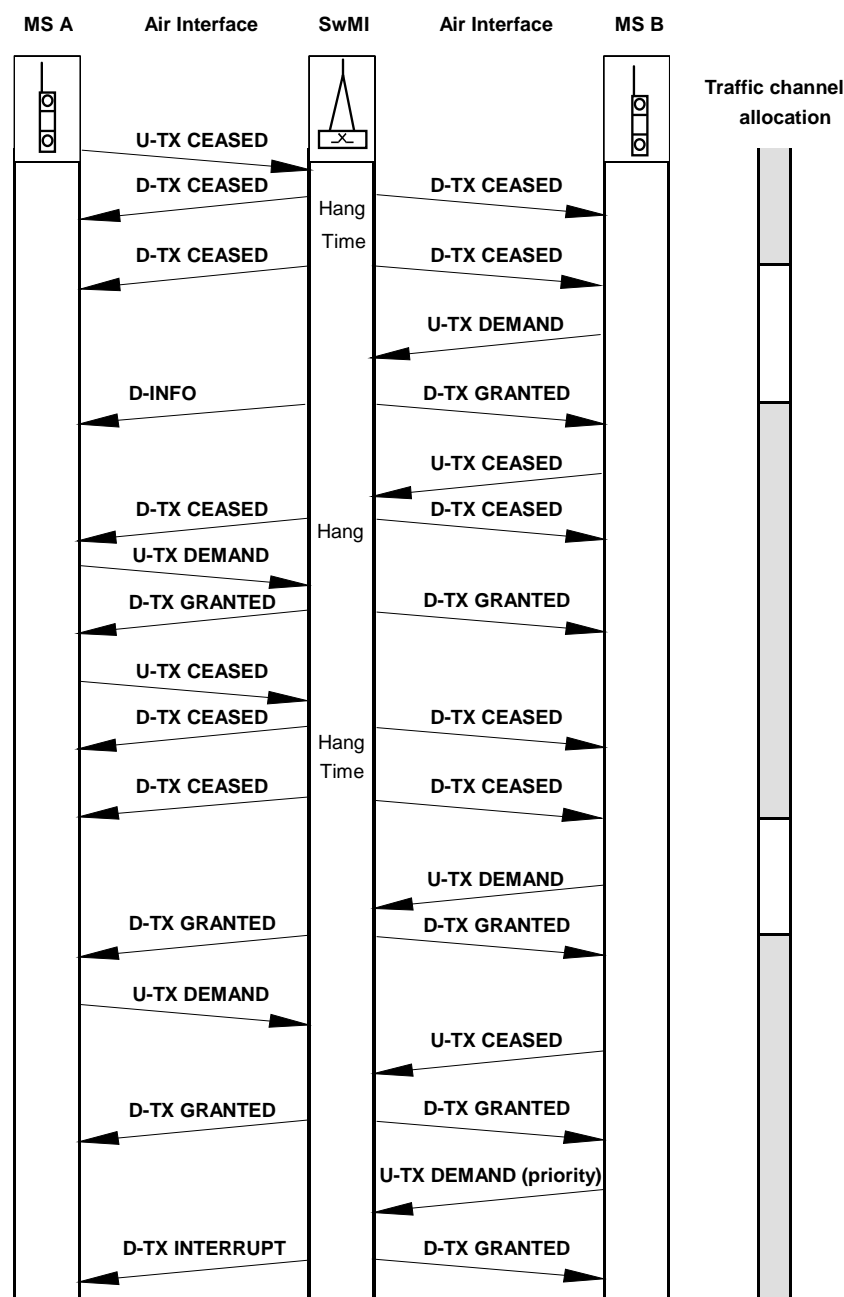 MS A Air Interface SwMI Air Interface MS B
Traffic channel
allocation
U-TX CEASED
D-TX CEASED D-TX CEASED
Hang
Time
D-TX CEASED D-TX CEASED
U-TX DEMAND
D-INFO D-TX GRANTED
U-TX CEASED
D-TX CEASED D-TX CEASED
Hang
U-TX DEMAND
D-TX GRANTED D-TX GRANTED
U-TX CEASED
D-TX CEASED D-TX CEASED
Hang
Time
D-TX CEASED D-TX CEASED
U-TX DEMAND
D-TX GRANTED D-TX GRANTED
U-TX DEMAND
U-TX CEASED
D-TX GRANTED D-TX GRANTED
U-TX DEMAND (priority)
D-TX INTERRUPT D-TX GRANTED